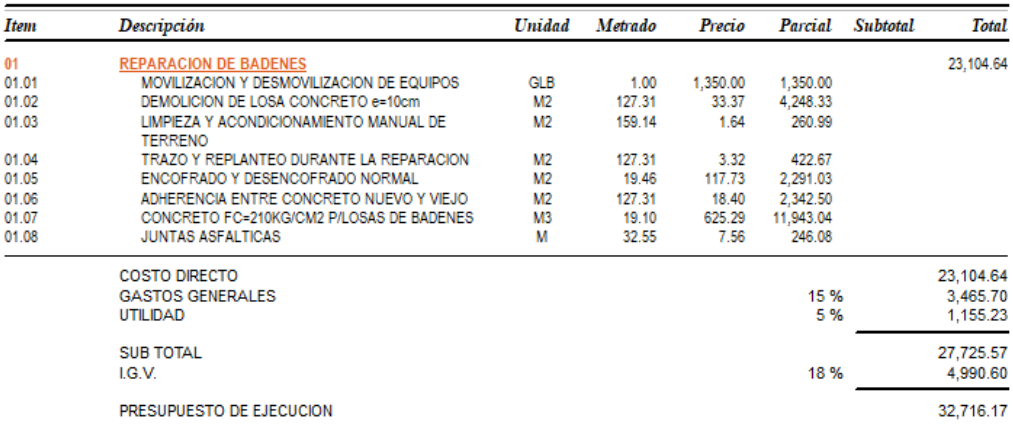 Item Descripción Unidad Metrado Precio Parcial Subtotal Total
01 REPARACION DE BADENES 23,104.64
01.01 MOVILIZACION Y DESMOVILIZACION DE EQUIPOS GLB 1.00 1,350.00 1,350.00
01.02 DEMOLICION DE LOSA CONCRETO e=10cm M2 127.31 33.37 4,248.33
01.03 LIMPIEZA Y ACONDICIONAMIENTO MANUAL DE M2 159.14 1.64 260.99
TERRENO
01.04 TRAZO Y REPLANTEO DURANTE LA REPARACION M2 127.31 3.32 422.67
01.05 ENCOFRADO Y DESENCOFRADO NORMAL M2 19.46 117.73 2,291.03
01.06 ADHERENCIA ENTRE CONCRETO NUEVO Y VIEJO M2 127.31 18.40 2,342.50
01.07 CONCRETO FC=210KG/CM2 P/LOSAS DE BADENES M3 19.10 625.29 11,943.04
01.08 JUNTAS ASFALTICAS M 32.55 7.56 246.08
COSTO DIRECTO 23,104.64
GASTOS GENERALES 15 % 3,465.70
UTILIDAD 5 % 1,155.23
SUB TOTAL 27,725.57
I.G.V. 18 % 4,990.60
PRESUPUESTO DE EJECUCION 32,716.17